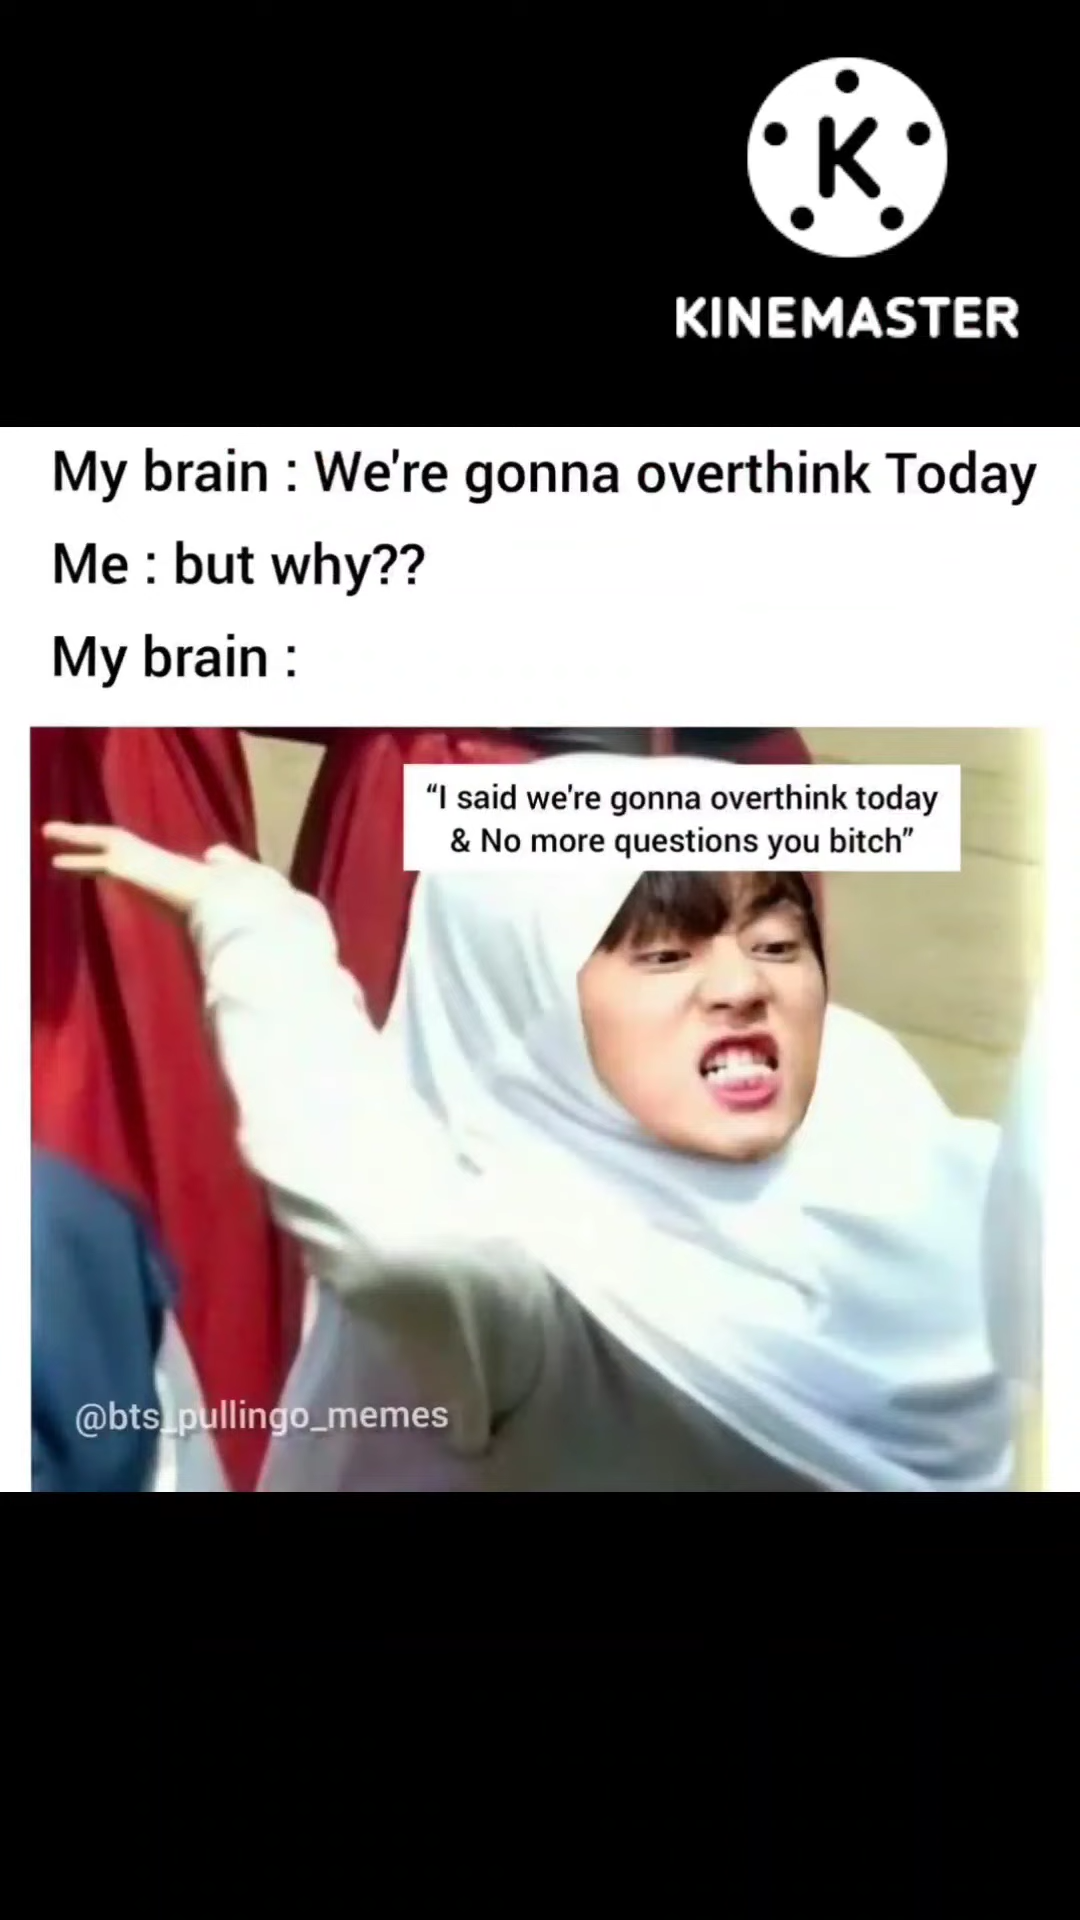 K
KINEMASTER
My brain : We're gonna overthink Today
Me : but why??
My brain :
“I said we're gonna overthink today
& No more questions you bitch”
@bts_pullingo_memes